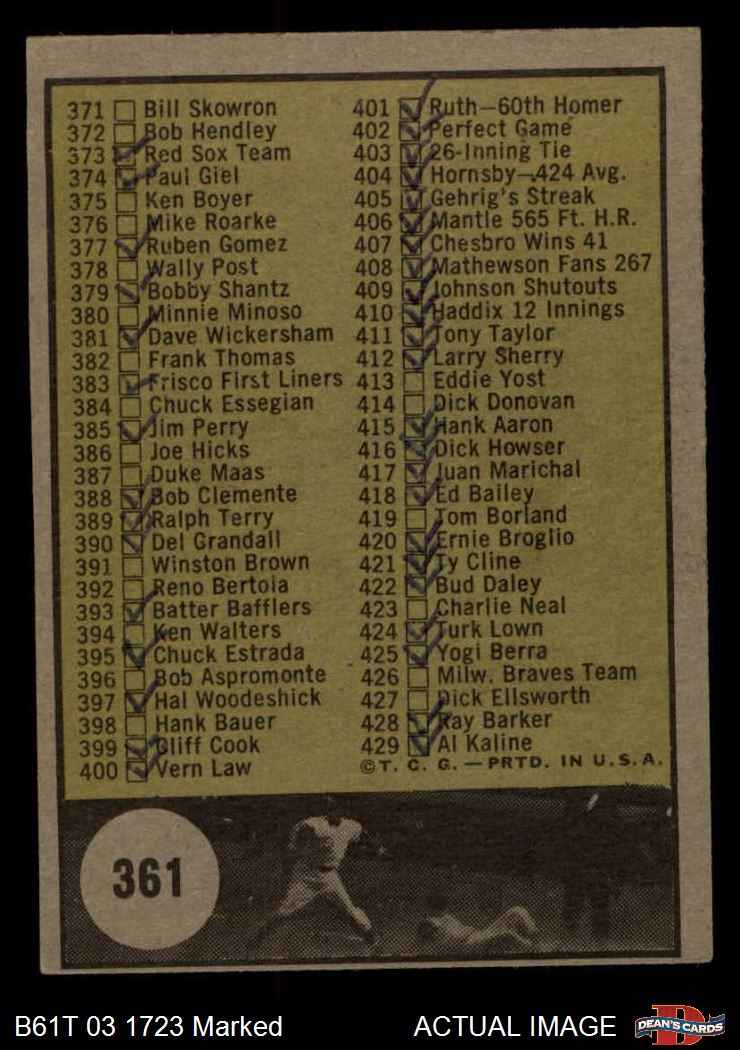 371 Bill Skowron
372 Bob Hendley
373 Red Sox Team
374 Paul Giel
375 Ken Boyer
376 Mike Roarke
377 Ruben Gomez
378 Wally Post
379 Bobby Shantz
380 Minnie Minoso
381 Dave Wickersham
382 Frank Thomas
383 Frisco First Liners
384 Chuck Essegian
385 Jim Perry
386 Joe Hicks
387 Duke Maas
388 Bob Clemente
389 Ralph Terry
390 Del Crandall
391 Winston Brown
392 Reno Bertoia
393 Batter Bafflers
394 Ken Walters
395 Chuck Estrada
396 Bob Aspromonte
397 Hal Woodeshick
398 Hank Bauer
399 Cliff Cook
400 Vern Law
401 Ruth—60th Homer
402 Perfect Game
403 26-Inning Tie
404 Hornsby—.424 Avg.
405 Gehrig's Streak
406 Mantle 565 Ft. H.R.
407 Chesbro Wins 41
408 Mathewson Fans 267
409 Johnson Shutouts
410 Haddix 12 Innings
411 Tony Taylor
412 Larry Sherry
413 Eddie Yost
414 Dick Donovan
415 Hank Aaron
416 Dick Howser
417 Juan Marichal
418 Ed Bailey
419 Tom Borland
420 Ernie Broglio
421 Ty Cline
422 Bud Daley
423 Charlie Neal
424 Turk Lown
425 Yogi Berra
426 Milw. Braves Team
427 Dick Ellsworth
428 Ray Barker
429 Al Kaline
©T. C. G.—PRTD. IN U.S.A.
361
B61T 03 1723 Marked
ACTUAL IMAGE
DEAN'S CARDS